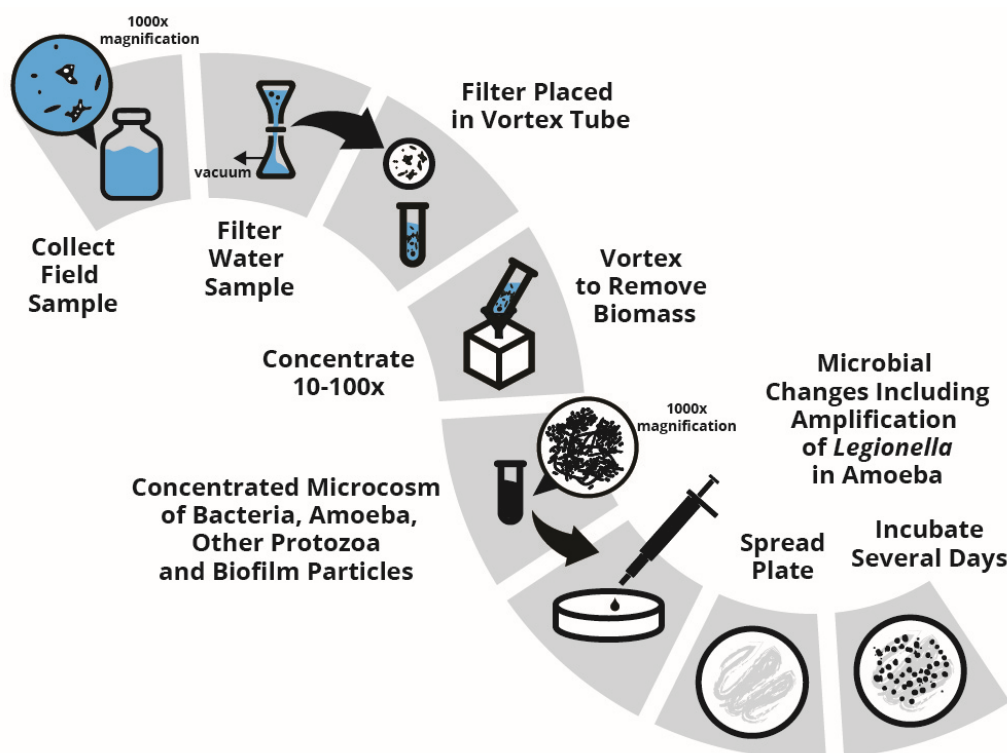 1000x
magnification
Collect
Field
Sample
vacuum
Filter
Water
Sample
Filter Placed
in Vortex Tube
Vortex
to Remove
Biomass
Concentrate
10-100x
1000x
magnification
Concentrated Microcosm
of Bacteria, Amoeba,
Other Protozoa
and Biofilm Particles
Microbial
Changes Including
Amplification
of Legionella
in Amoeba
Spread
Plate
Incubate
Several Days